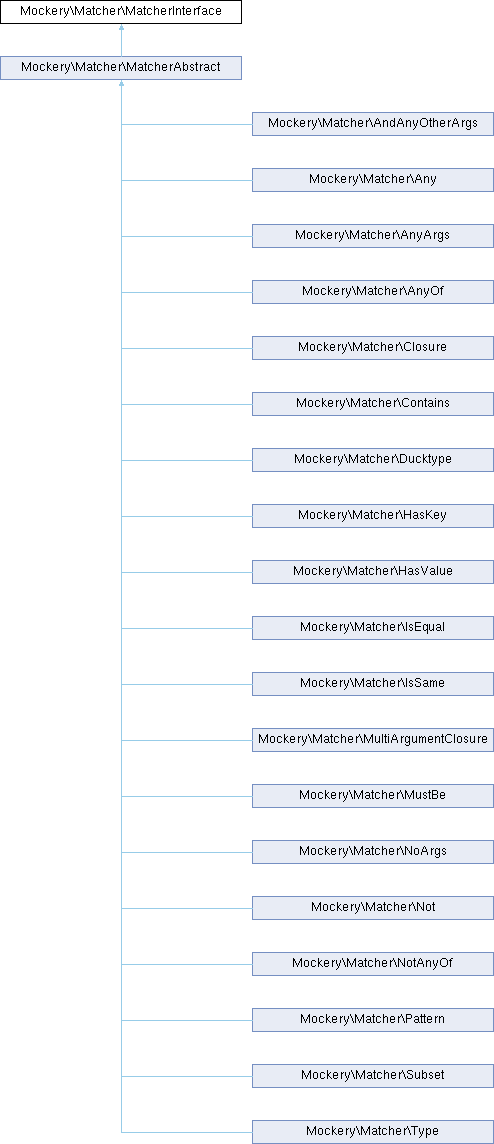 Mockery\Matcher\MatcherInterface
Mockery\Matcher\MatcherAbstract
Mockery\Matcher\AndAnyOtherArgs
Mockery\Matcher\Any
Mockery\Matcher\AnyArgs
Mockery\Matcher\AnyOf
Mockery\Matcher\Closure
Mockery\Matcher\Contains
Mockery\Matcher\Ducktype
Mockery\Matcher\HasKey
Mockery\Matcher\HasValue
Mockery\Matcher\IsEqual
Mockery\Matcher\IsSame
Mockery\Matcher\MultiArgumentClosure
Mockery\Matcher\MustBe
Mockery\Matcher\NoArgs
Mockery\Matcher\Not
Mockery\Matcher\NotAnyOf
Mockery\Matcher\Pattern
Mockery\Matcher\Subset
Mockery\Matcher\Type